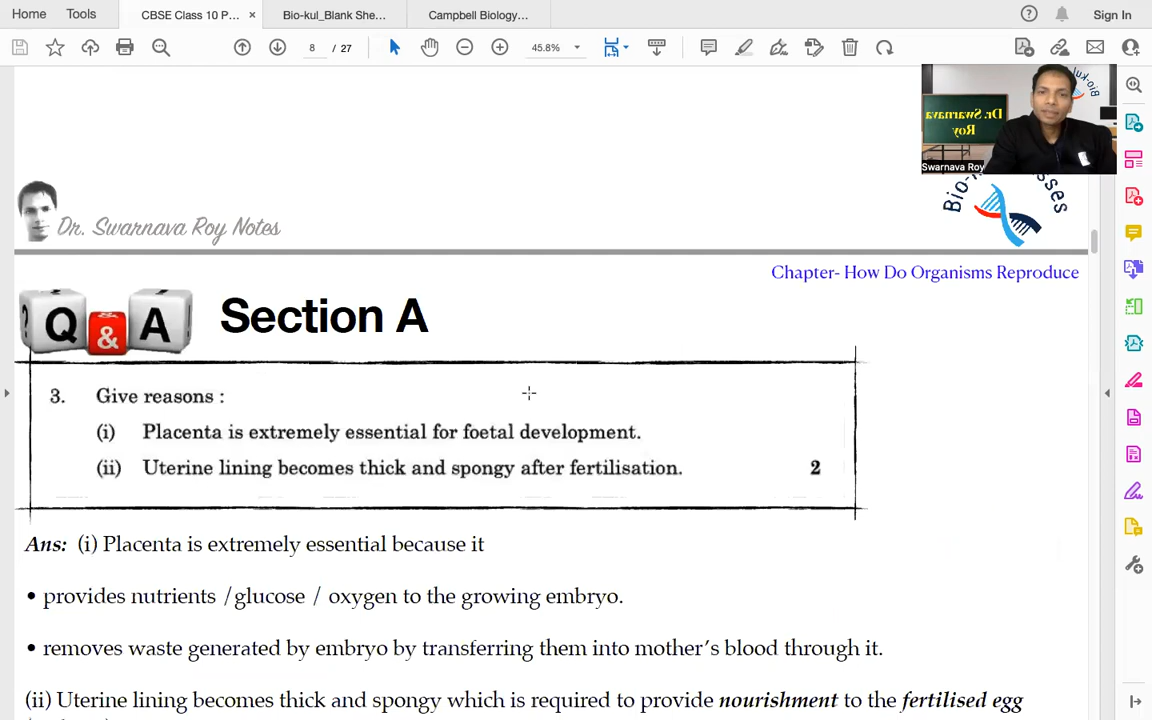 Home Tools CBSE Class 10 P... × Bio-kul_Blank She... Campbell Biology... Sign In
8 / 27 45.8%
Dr. Swarnava Roy
Swarnava Roy
Dr. Swarnava Roy Notes
Chapter- How Do Organisms Reproduce
Q & A Section A
3. Give reasons :
(i) Placenta is extremely essential for foetal development.
(ii) Uterine lining becomes thick and spongy after fertilisation. 2
Ans: (i) Placenta is extremely essential because it
• provides nutrients /glucose / oxygen to the growing embryo.
• removes waste generated by embryo by transferring them into mother's blood through it.
(ii) Uterine lining becomes thick and spongy which is required to provide nourishment to the fertilised egg